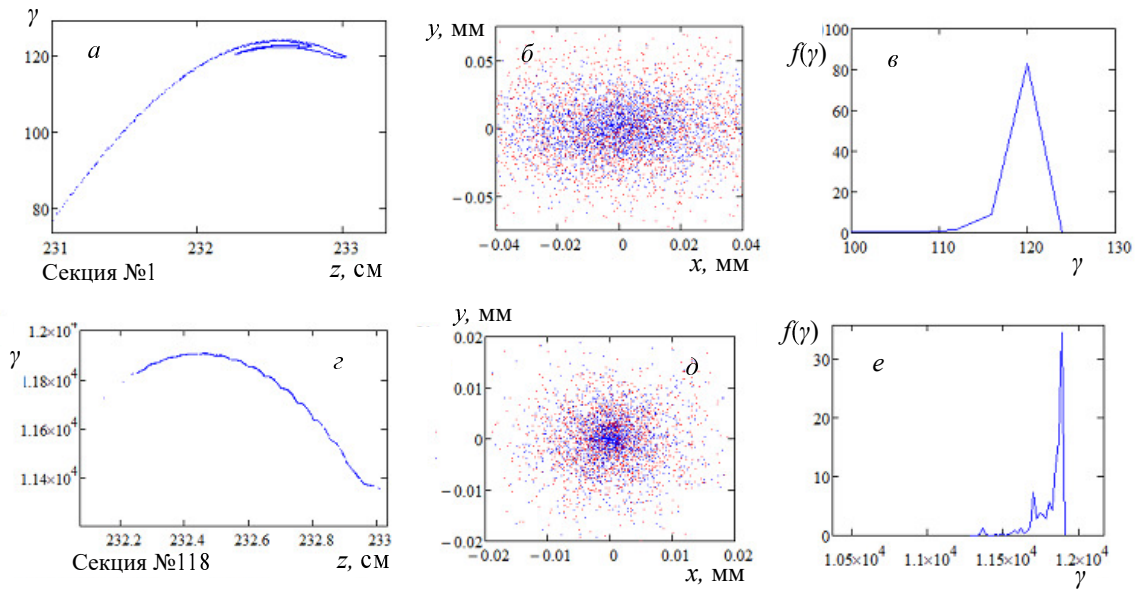 γ
120
100
80
231
232
233
а
Секция №1
z, см
y, мм
0.05
0
−0.05
−0.04
−0.02
0
0.02
0.04
б
x, мм
f(γ)
100
80
60
40
20
0
100
110
120
130
в
γ
γ
1.2×10⁴
1.18×10⁴
1.16×10⁴
1.14×10⁴
232.2
232.4
232.6
232.8
233
г
Секция №118
z, см
y, мм
0.02
0.01
0
−0.01
−0.02
−0.02
−0.01
0
0.01
0.02
д
x, мм
f(γ)
30
20
10
0
1.05×10⁴
1.1×10⁴
1.15×10⁴
1.2×10⁴
е
γ